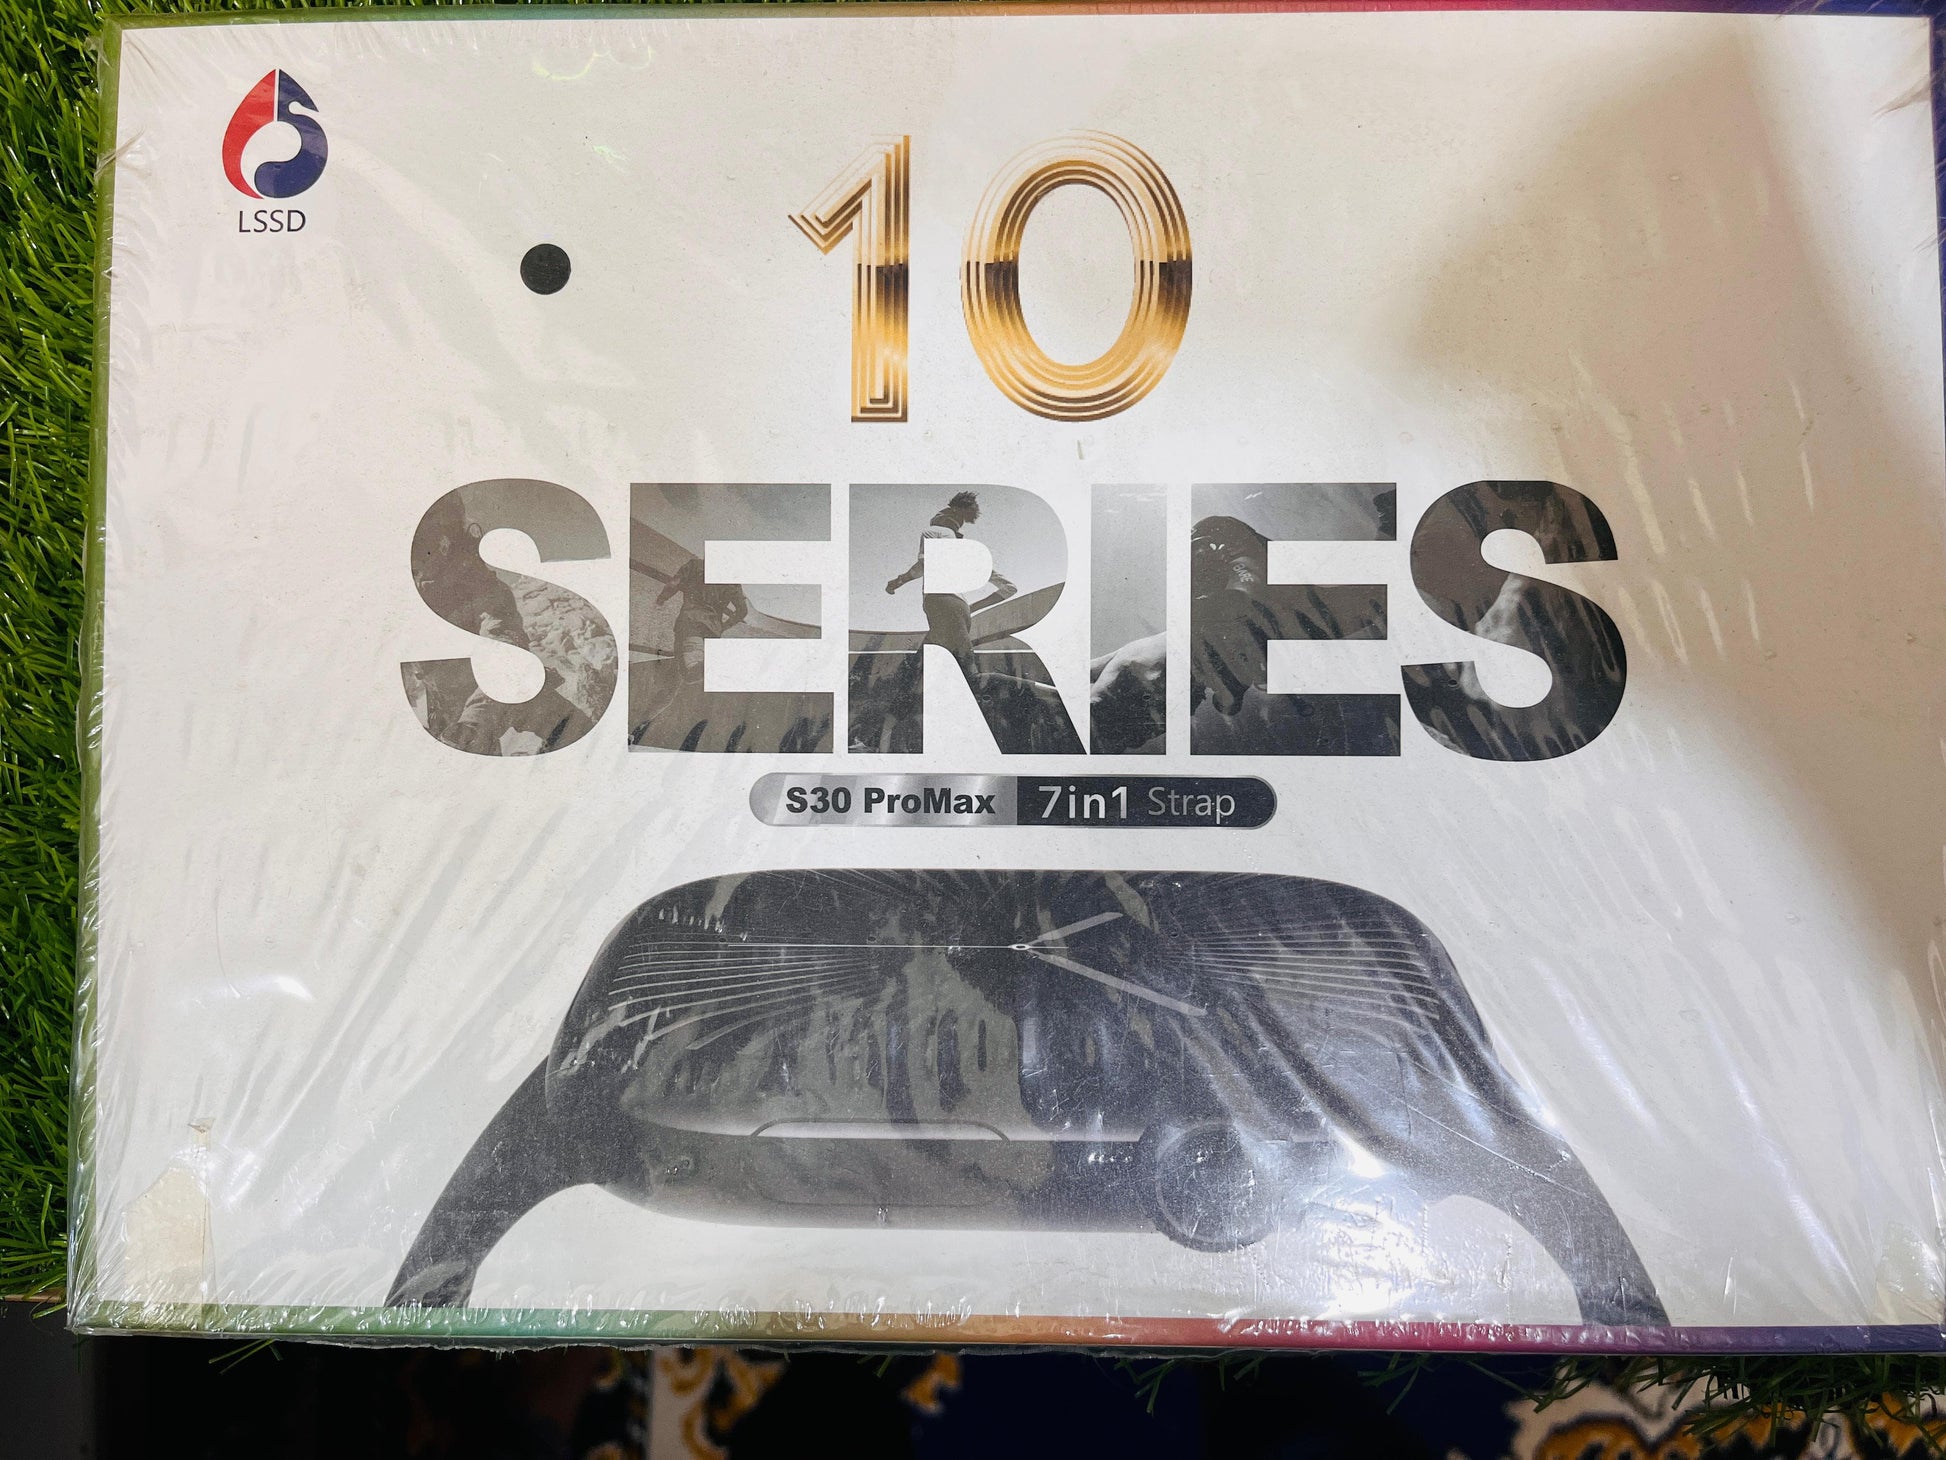 LSSD
10
SERIES
S30 ProMax 7in1 Strap